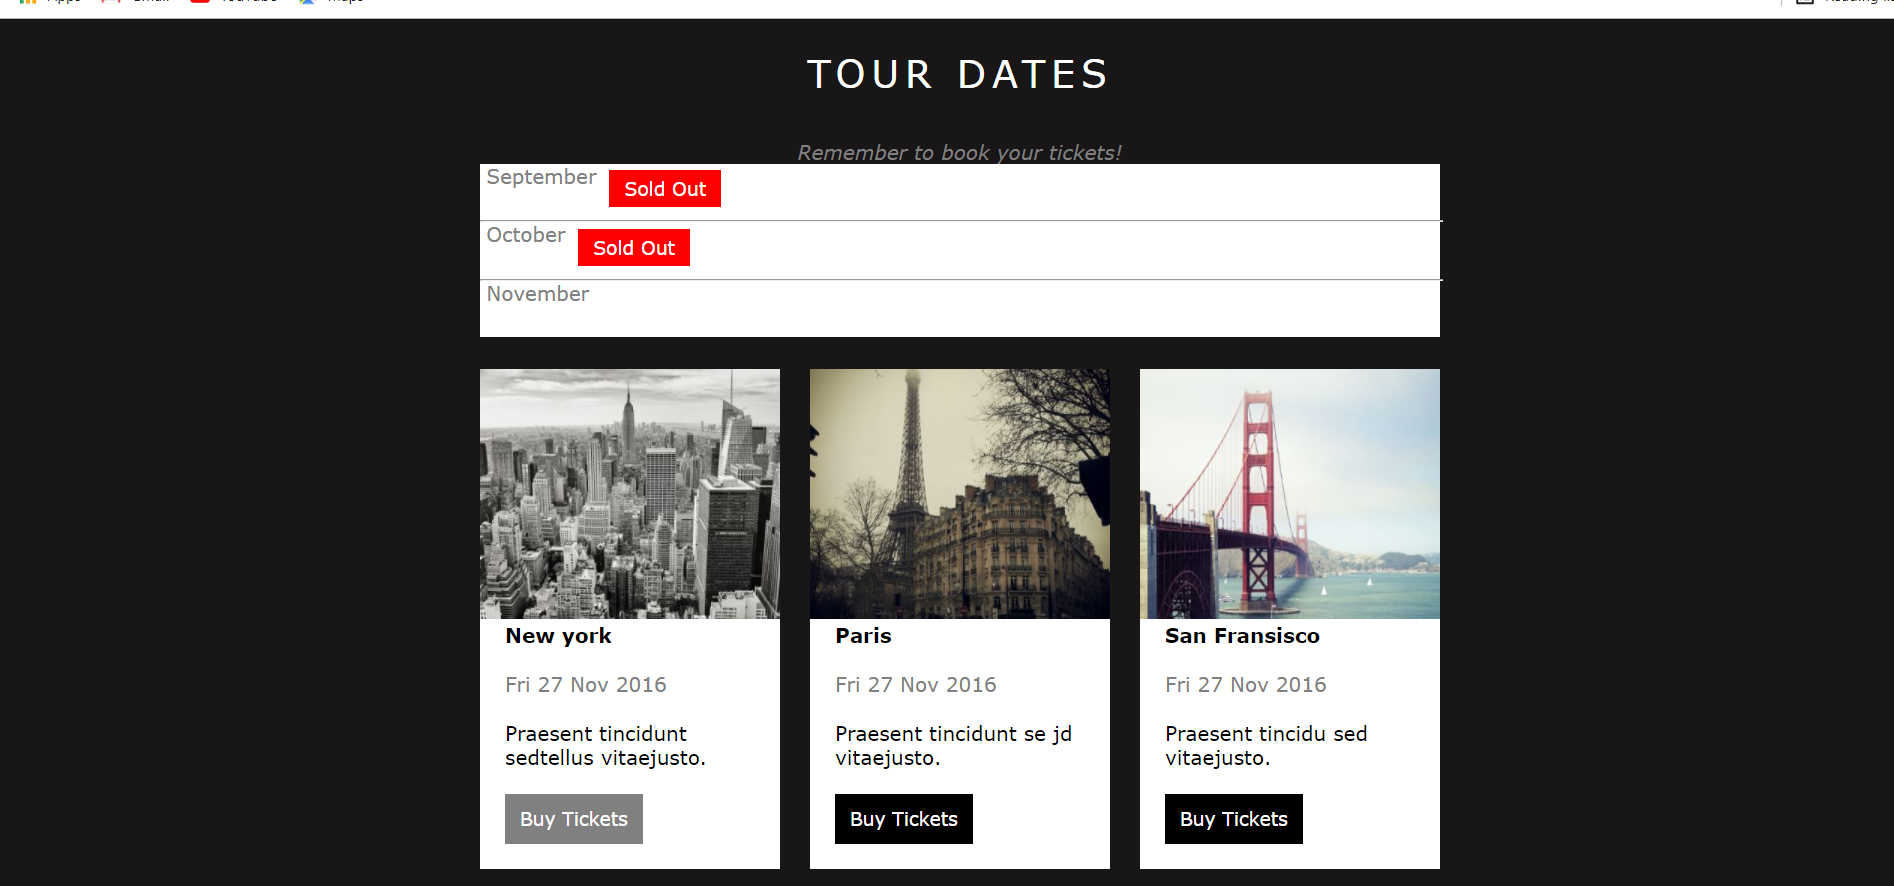 TOUR DATES
Remember to book your tickets!
September Sold Out
October Sold Out
November
New york
Fri 27 Nov 2016
Praesent tincidunt
sedtellus vitaejusto.
Buy Tickets
Paris
Fri 27 Nov 2016
Praesent tincidunt se jd
vitaejusto.
Buy Tickets
San Fransisco
Fri 27 Nov 2016
Praesent tincidu sed
vitaejusto.
Buy Tickets